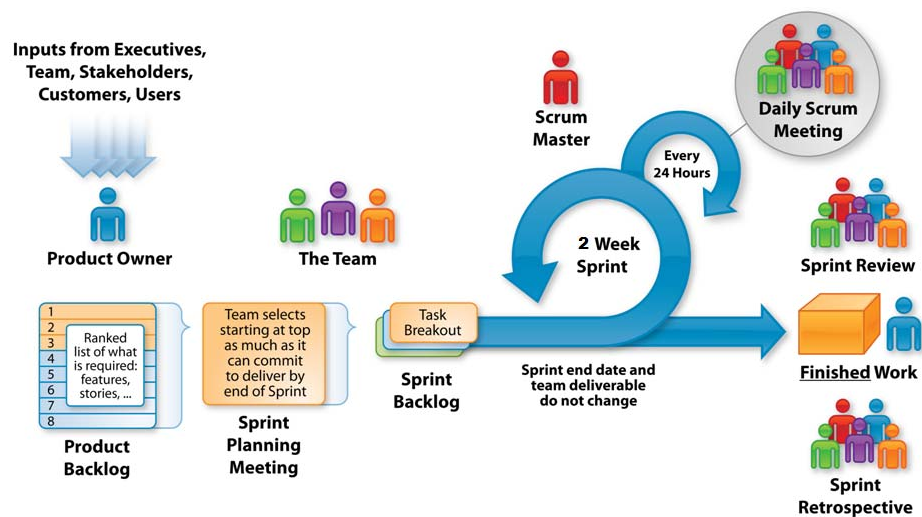 Inputs from Executives,
Team, Stakeholders,
Customers, Users
Product Owner
The Team
Scrum
Master
Every
24 Hours
Daily Scrum
Meeting
2 Week
Sprint
Sprint Review
1
2
3
4
5
6
7
8
Ranked
list of what
is required:
features,
stories, ...
Product
Backlog
Team selects
starting at top
as much as it
can commit
to deliver by
end of Sprint
Sprint
Planning
Meeting
Task
Breakout
Sprint
Backlog
Sprint end date and
team deliverable
do not change
Finished Work
Sprint
Retrospective